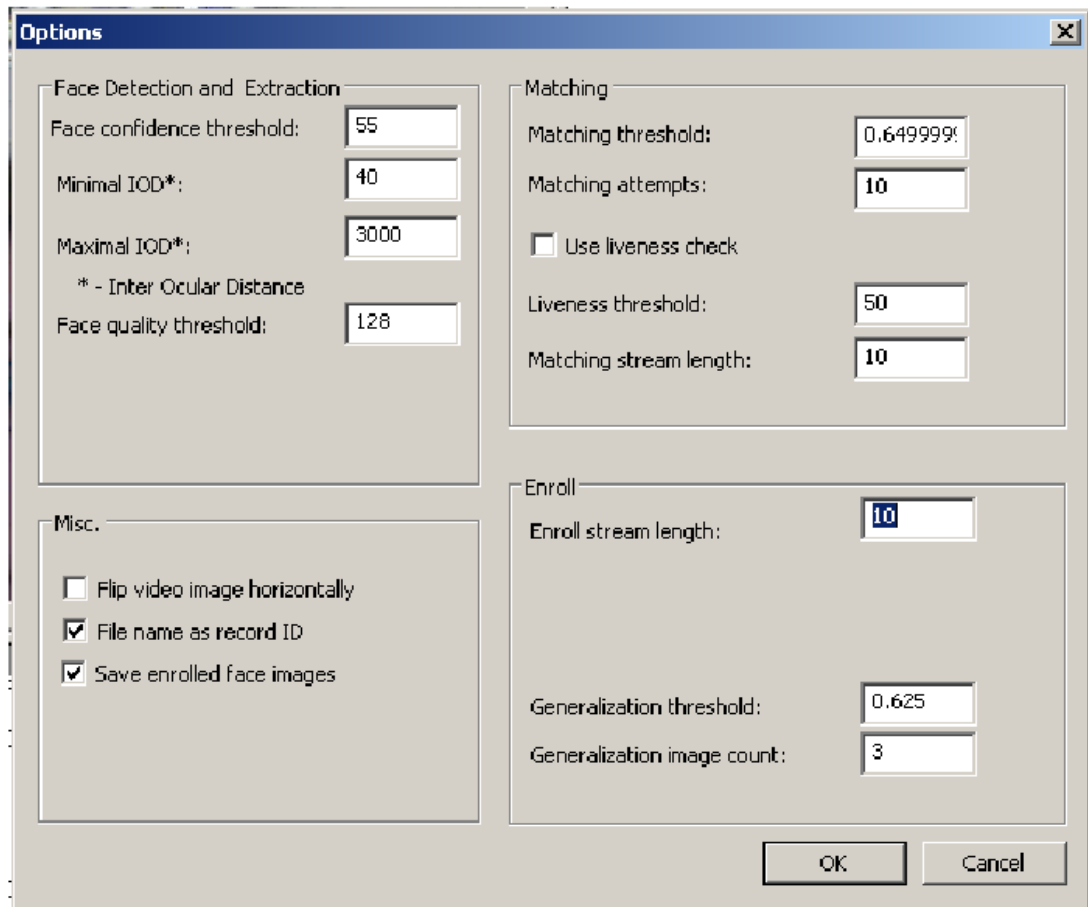 Options
Face Detection and Extraction
Face confidence threshold:
55
Minimal IOD*:
40
Maximal IOD*:
3000
* - Inter Ocular Distance
Face quality threshold:
128
Matching
Matching threshold:
0.6499999
Matching attempts:
10
Use liveness check
Liveness threshold:
50
Matching stream length:
10
Misc.
Flip video image horizontally
File name as record ID
Save enrolled face images
Enroll
Enroll stream length:
10
Generalization threshold:
0.625
Generalization image count:
3
OK
Cancel